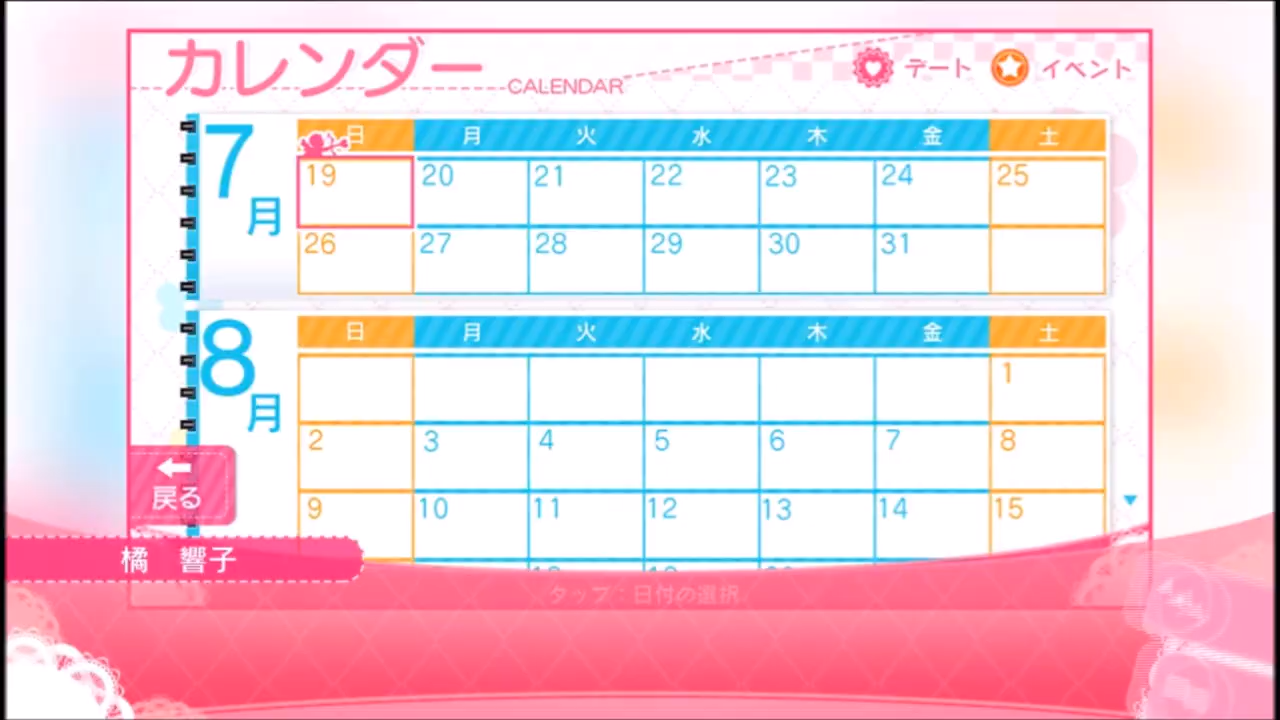 カレンダー
CALENDAR
デート
イベント
7月
日 月 火 水 木 金 土
19 20 21 22 23 24 25
26 27 28 29 30 31
8月
日 月 火 水 木 金 土
1
2 3 4 5 6 7 8
9 10 11 12 13 14 15
戻る
橘 響子
タップ：日付の選択